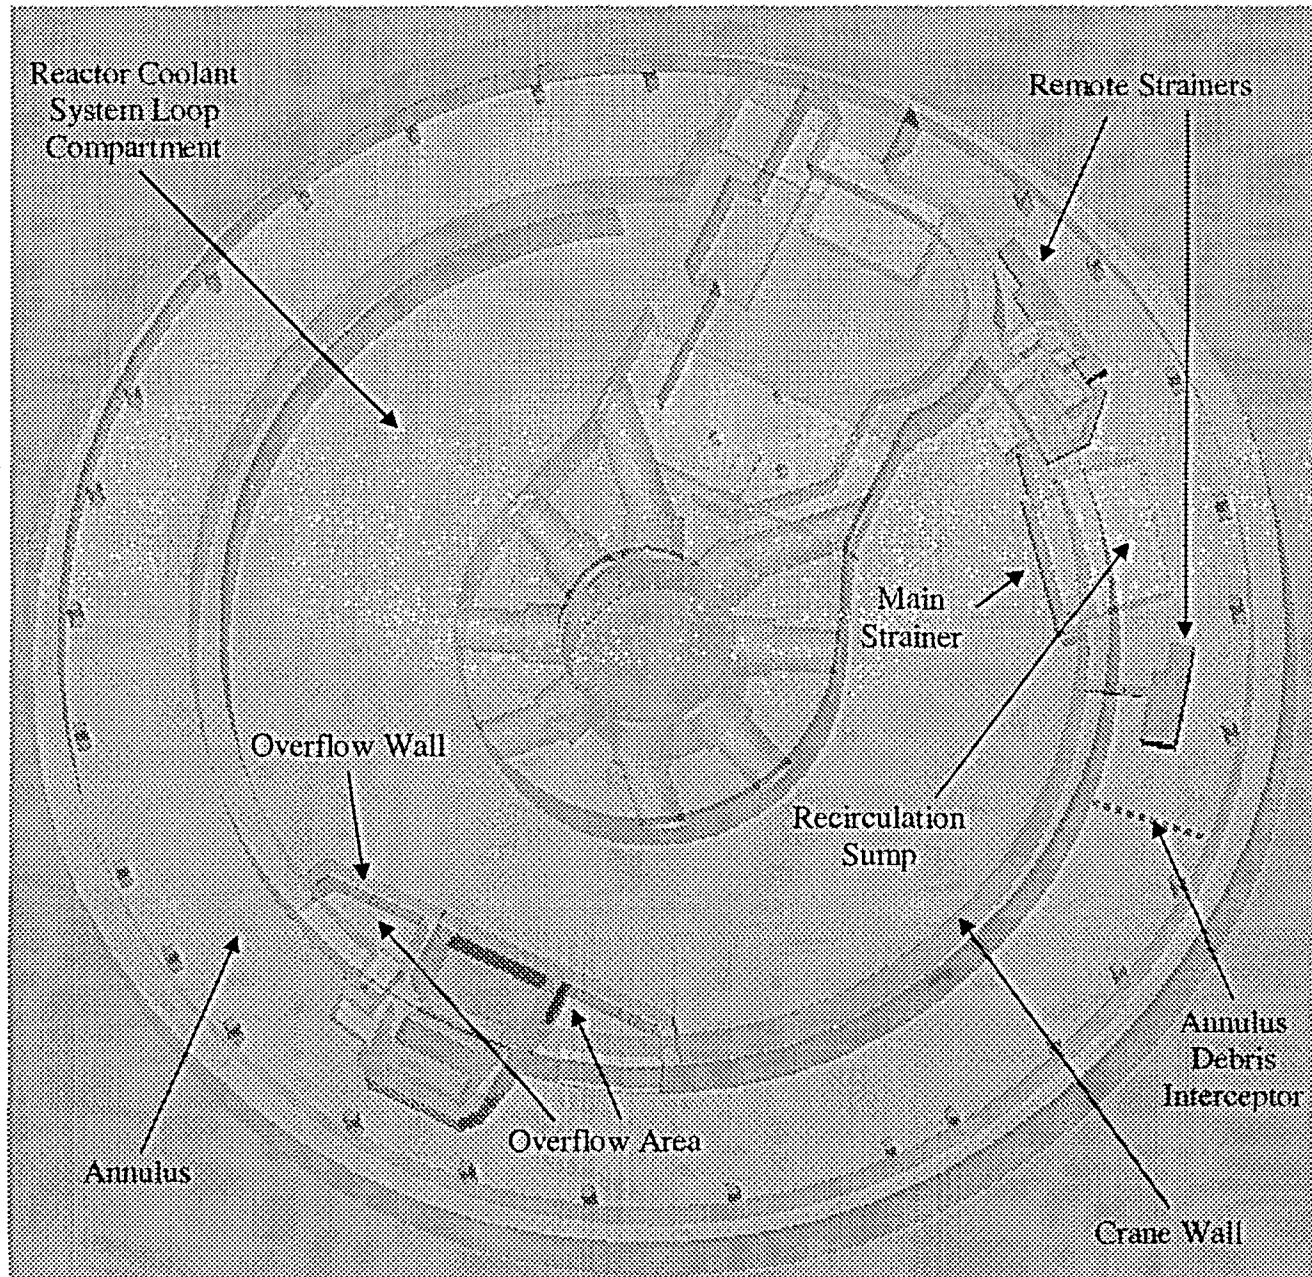 Reactor Coolant
System Loop
Compartment
Remote Strainers
Main
Strainer
Overflow Wall
Recirculation
Sump
Annulus
Debris
Interceptor
Overflow Area
Annulus
Crane Wall